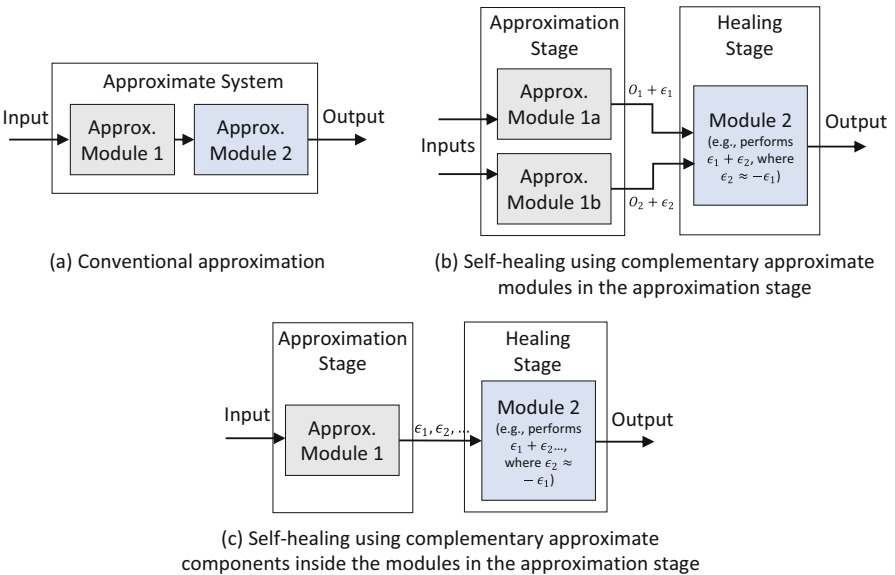 Approximate System
Input
Approx.
Module 1
Approx.
Module 2
Output
(a) Conventional approximation
Approximation
Stage
Healing
Stage
Inputs
Approx.
Module 1a
Approx.
Module 1b
O₁ + ϵ₁
O₂ + ϵ₂
Module 2
(e.g., performs
ϵ₁ + ϵ₂, where
ϵ₂ ≈ −ϵ₁)
Output
(b) Self-healing using complementary approximate
modules in the approximation stage
Approximation
Stage
Healing
Stage
Input
Approx.
Module 1
ϵ₁, ϵ₂, ...
Module 2
(e.g., performs
ϵ₁ + ϵ₂...,
where ϵ₂ ≈
− ϵ₁)
Output
(c) Self-healing using complementary approximate
components inside the modules in the approximation stage